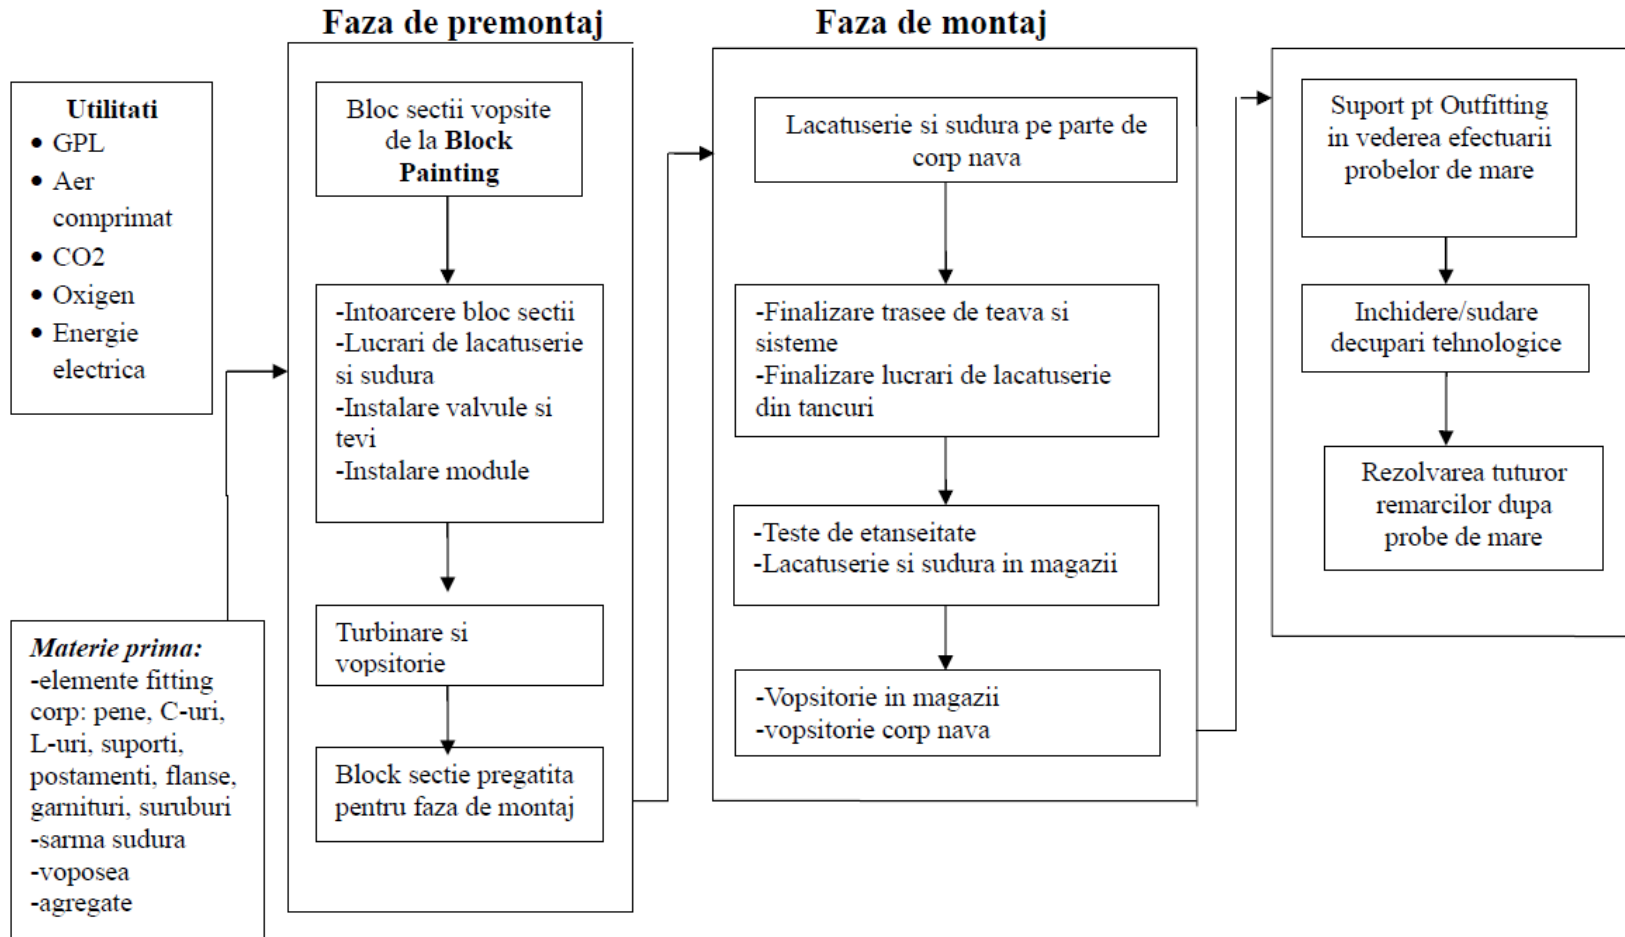 Faza de premontaj
Faza de montaj
Utilitati
• GPL
• Aer
comprimat
• CO2
• Oxigen
• Energie
electrica
Materie prima:
-elemente fitting
corp: pene, C-uri,
L-uri, suporti,
postamenti, flanse,
garnituri, suruburi
-sarma sudura
-voposea
-agregate
Bloc sectii vopsite
de la Block
Painting
-Intoarcere bloc sectii
-Lucrari de lacatuserie
si sudura
-Instalare valvule si
tevi
-Instalare module
Turbinare si
vopsitorie
Block sectie pregatita
pentru faza de montaj
Lacatuserie si sudura pe parte de
corp nava
-Finalizare trasee de teava si
sisteme
-Finalizare lucrari de lacatuserie
din tancuri
-Teste de etanseitate
-Lacatuserie si sudura in magazii
-Vopsitorie in magazii
-vopsitorie corp nava
Suport pt Outfitting
in vederea efectuarii
probelor de mare
Inchidere/sudare
decupari tehnologice
Rezolvarea tuturor
remarcilor dupa
probe de mare